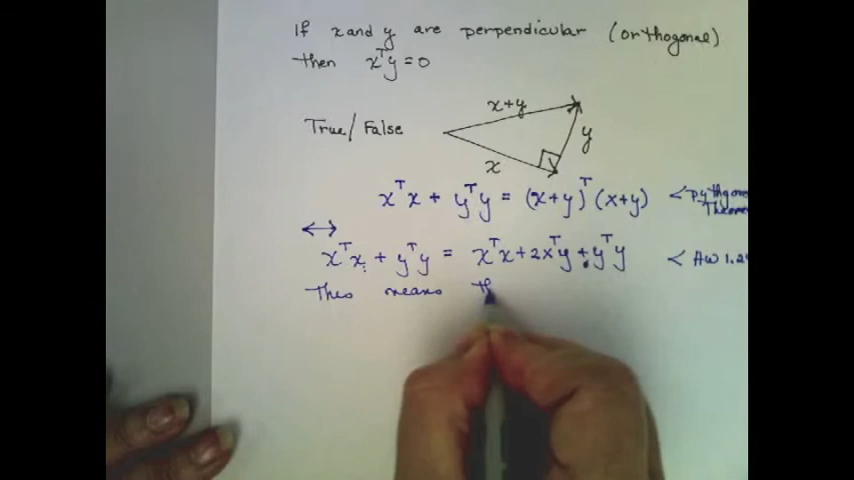 If x and y are perpendicular (orthogonal)
then xᵀy = 0
True/False
x+y
y
x
xᵀx + yᵀy = (x+y)ᵀ(x+y) <
↔
xᵀx + yᵀy = xᵀx + 2xᵀy + yᵀy <
This means